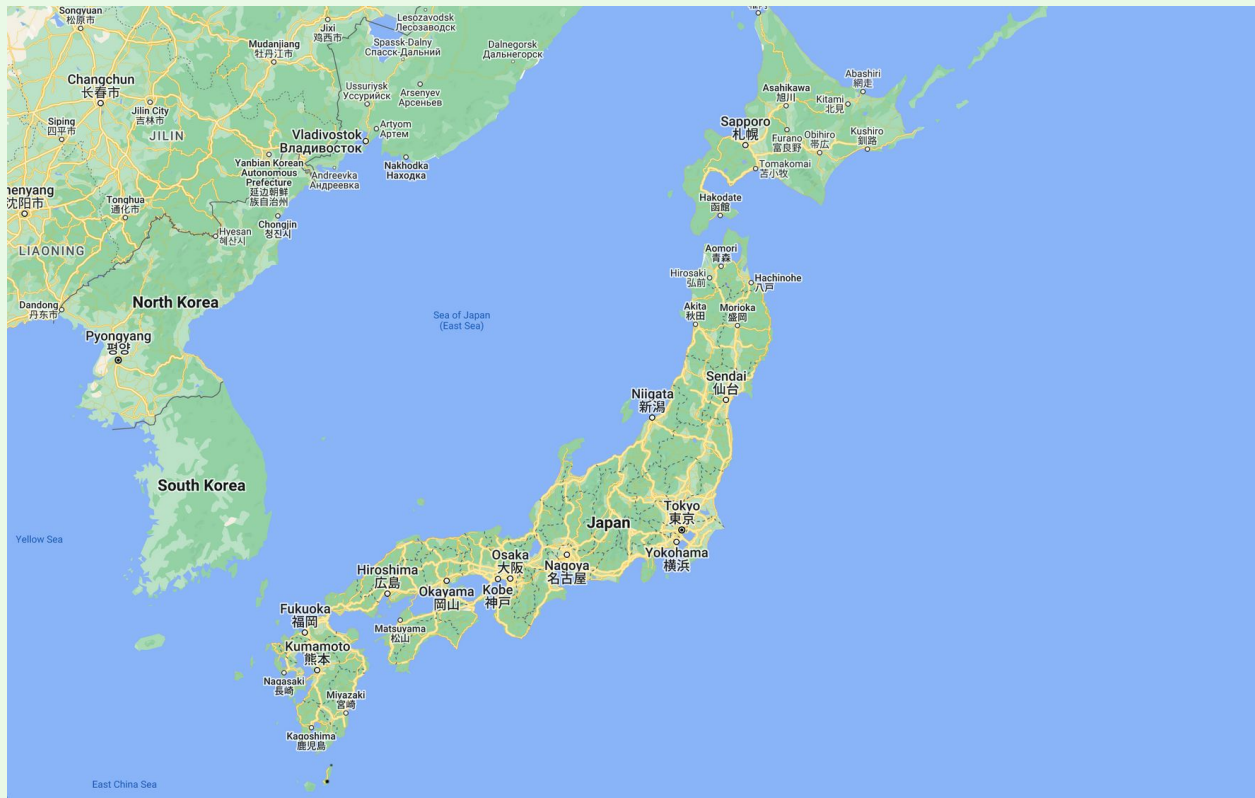 Songyuan
松原市
Lesozavodsk
Лесозаводск
Jixi
鸡西市
Mudanjiang
牡丹江市
Spassk-Dalny
Спасск-Дальний
Dalnegorsk
Дальнегорск
Changchun
长春市
Ussuriysk
Уссурийск
Arsenyev
Арсеньев
Abashiri
網走
Asahikawa
旭川
Kitami
北見
Jilin City
吉林市
Siping
四平市
JILIN
Artyom
Артем
Vladivostok
Владивосток
Sapporo
札幌
Furano
富良野
Obihiro
帯広
Kushiro
釧路
Yanbian Korean
Autonomous
Prefecture
延边朝鲜
族自治州
Andreevka
Андреевка
Nakhodka
Находка
Tomakomai
苫小牧
henyang
沈阳市
Tonghua
通化市
Hakodate
函館
Hyesan
혜산시
Chongjin
청진시
LIAONING
Aomori
青森
Hirosaki
弘前
Hachinohe
八戸
Dandong
丹东市
North Korea
Akita
秋田
Morioka
盛岡
Sea of Japan
(East Sea)
Pyongyang
평양
Sendai
仙台
Niigata
新潟
South Korea
Tokyo
東京
Japan
Yellow Sea
Yokohama
横浜
Osaka
大阪
Nagoya
名古屋
Hiroshima
広島
Okayama
岡山
Kobe
神戸
Fukuoka
福岡
Matsuyama
松山
Kumamoto
熊本
Nagasaki
長崎
Miyazaki
宮崎
Kagoshima
鹿児島
East China Sea